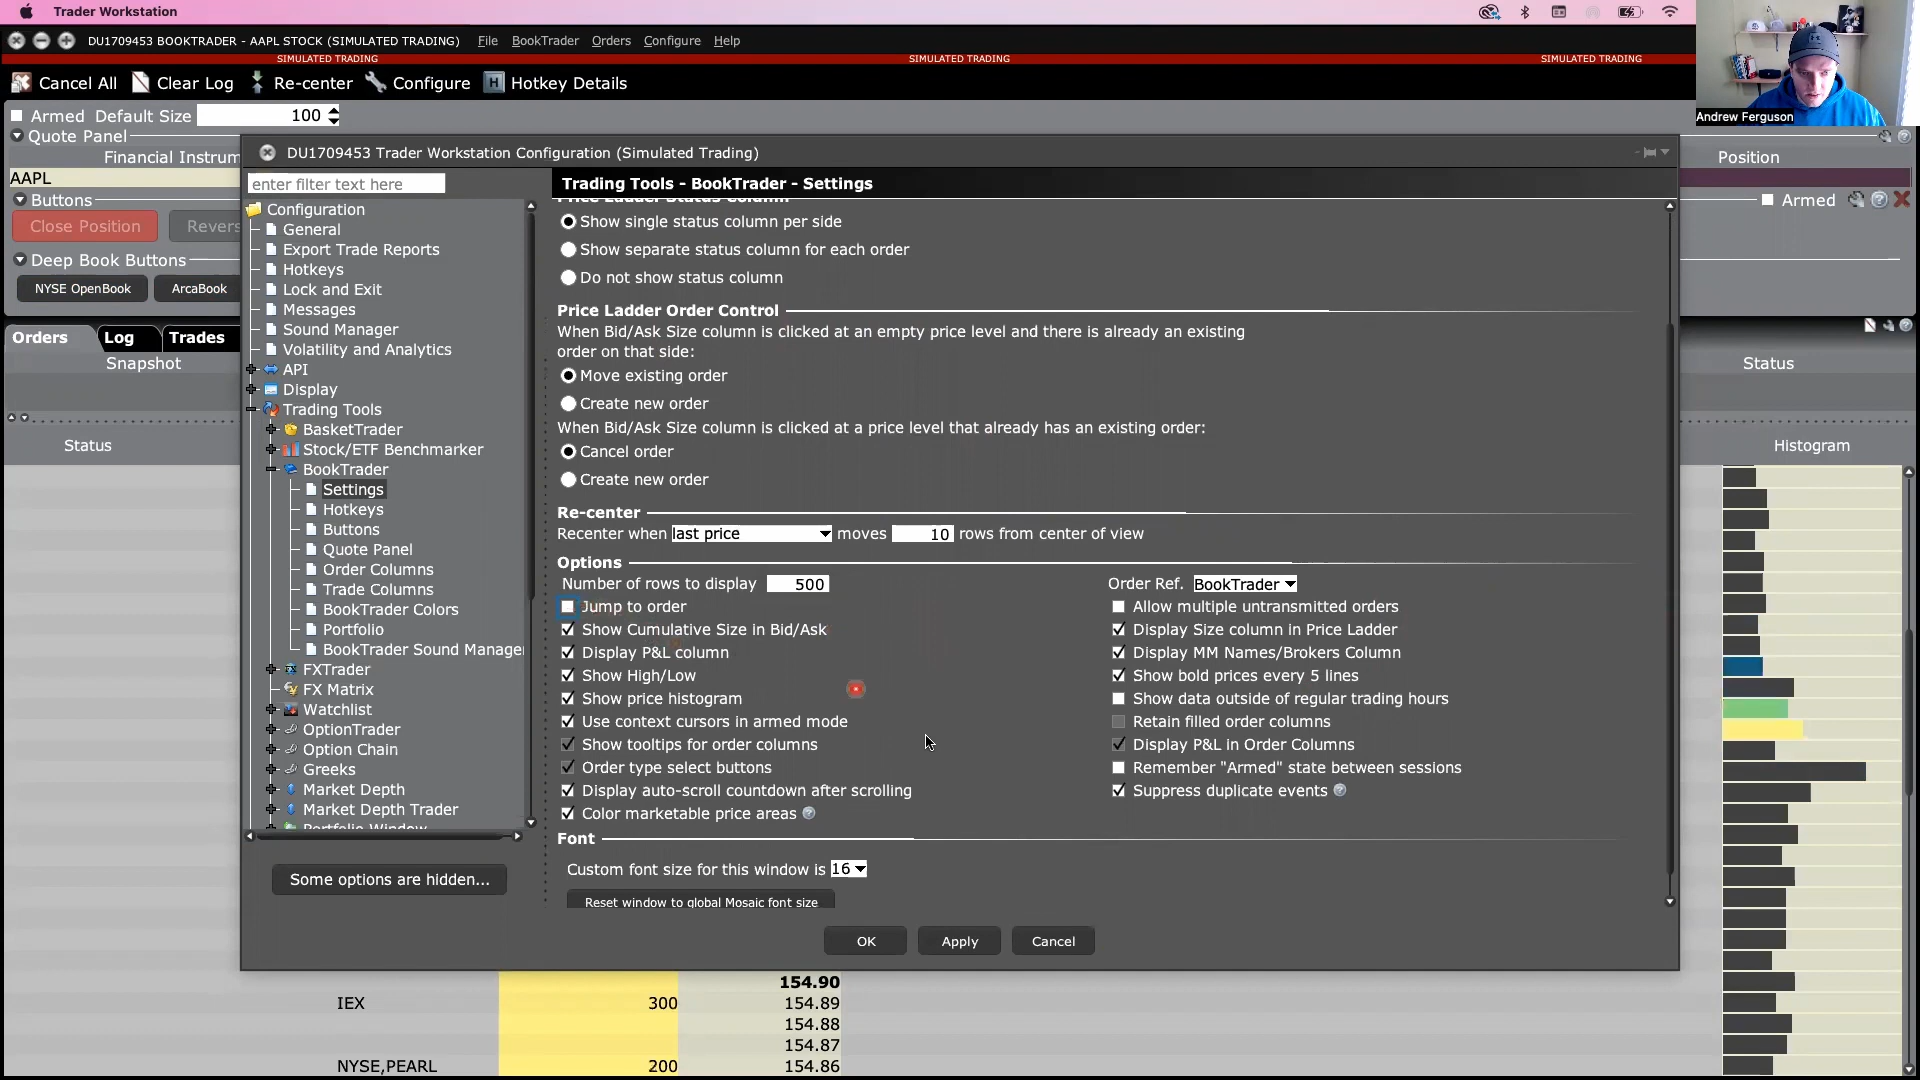 Trader Workstation
DU1709453 BOOKTRADER - AAPL STOCK (SIMULATED TRADING) File BookTrader Orders Configure Help
SIMULATED TRADING SIMULATED TRADING SIMULATED TRADING
Cancel All Clear Log Re-center Configure H Hotkey Details
Andrew Ferguson
Armed Default Size 100
Quote Panel
Financial Instrum Position
AAPL
Buttons Armed
Close Position Revers
Deep Book Buttons
NYSE OpenBook ArcaBook
Orders Log Trades
Snapshot Status
Status Histogram
DU1709453 Trader Workstation Configuration (Simulated Trading)
enter filter text here
Configuration
General
Export Trade Reports
Hotkeys
Lock and Exit
Messages
Sound Manager
Volatility and Analytics
API
Display
Trading Tools
BasketTrader
Stock/ETF Benchmarker
BookTrader
Settings
Hotkeys
Buttons
Quote Panel
Order Columns
Trade Columns
BookTrader Colors
Portfolio
BookTrader Sound Manager
FXTrader
FX Matrix
Watchlist
OptionTrader
Option Chain
Greeks
Market Depth
Market Depth Trader
Portfolio Window
Some options are hidden...
Trading Tools - BookTrader - Settings
Price Ladder Status Column
Show single status column per side
Show separate status column for each order
Do not show status column
Price Ladder Order Control
When Bid/Ask Size column is clicked at an empty price level and there is already an existing
order on that side:
Move existing order
Create new order
When Bid/Ask Size column is clicked at a price level that already has an existing order:
Cancel order
Create new order
Re-center
Recenter when last price moves 10 rows from center of view
Options
Number of rows to display 500 Order Ref. BookTrader
Jump to order Allow multiple untransmitted orders
Show Cumulative Size in Bid/Ask Display Size column in Price Ladder
Display P&L column Display MM Names/Brokers Column
Show High/Low Show bold prices every 5 lines
Show price histogram Show data outside of regular trading hours
Use context cursors in armed mode Retain filled order columns
Show tooltips for order columns Display P&L in Order Columns
Order type select buttons Remember "Armed" state between sessions
Display auto-scroll countdown after scrolling Suppress duplicate events ?
Color marketable price areas ?
Font
Custom font size for this window is 16
Reset window to global Mosaic font size
OK Apply Cancel
154.90
IEX 300 154.89
154.88
154.87
NYSE,PEARL 200 154.86